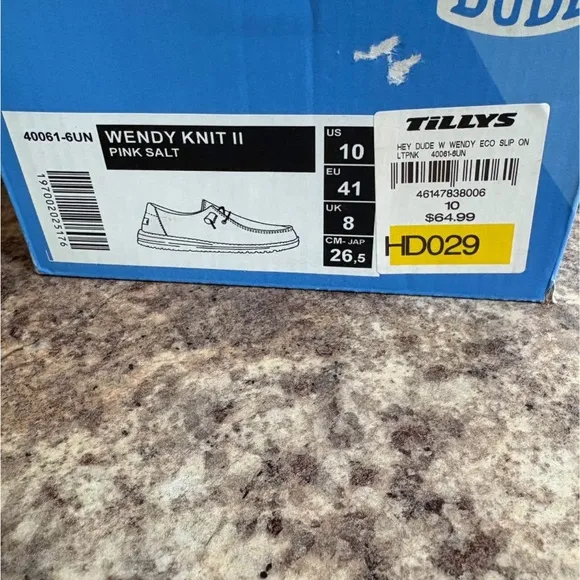 DUDE
40061-6UN
WENDY KNIT II
PINK SALT
197002025176
US
10
EU
41
UK
8
CM- JAP
26,5
TILLYS
HEY DUDE W WENDY ECO SLIP ON
LTPNK 40061-6UN
46147838006
10
$64.99
HD029